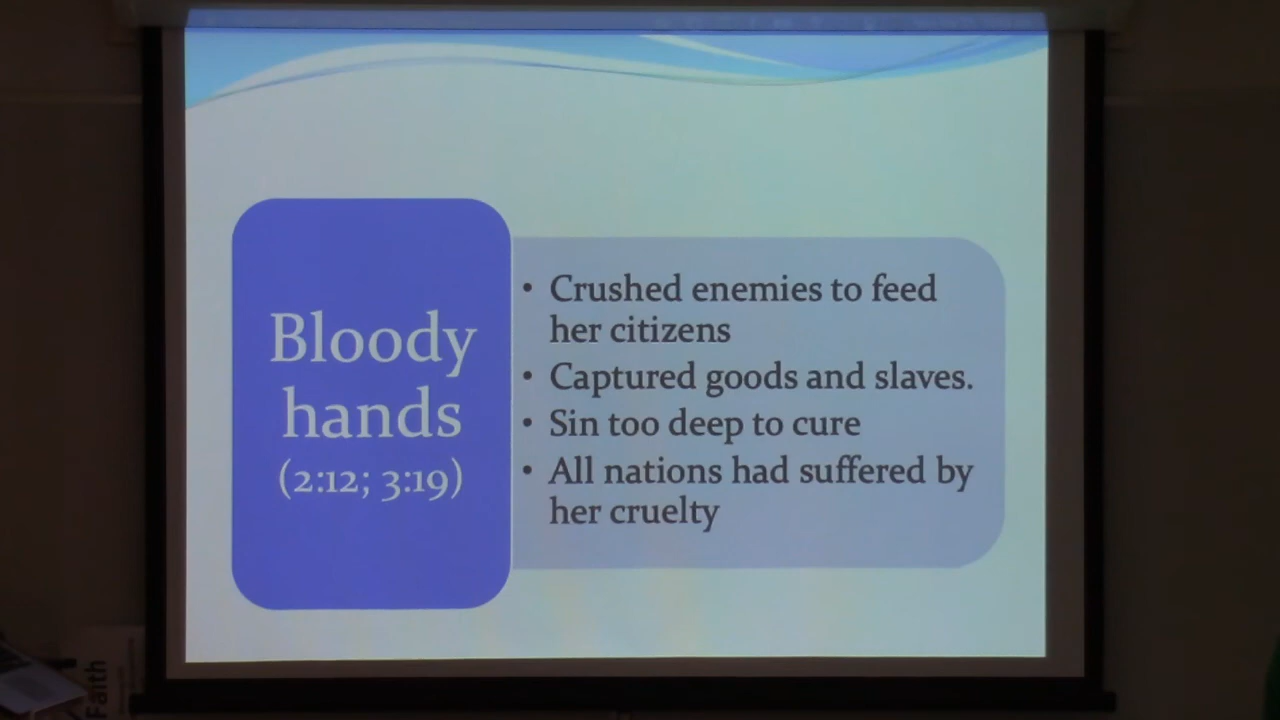 Bloody
hands
(2:12; 3:19)
• Crushed enemies to feed
her citizens
• Captured goods and slaves.
• Sin too deep to cure
• All nations had suffered by
her cruelty
Faith